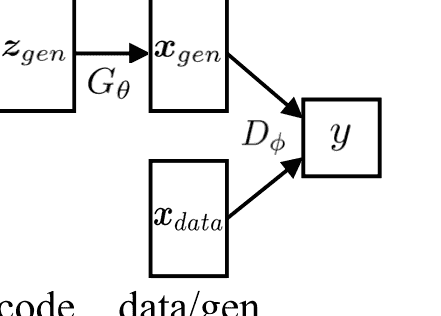 z_gen
G_θ
x_gen
D_ϕ
y
x_data
code data/gen